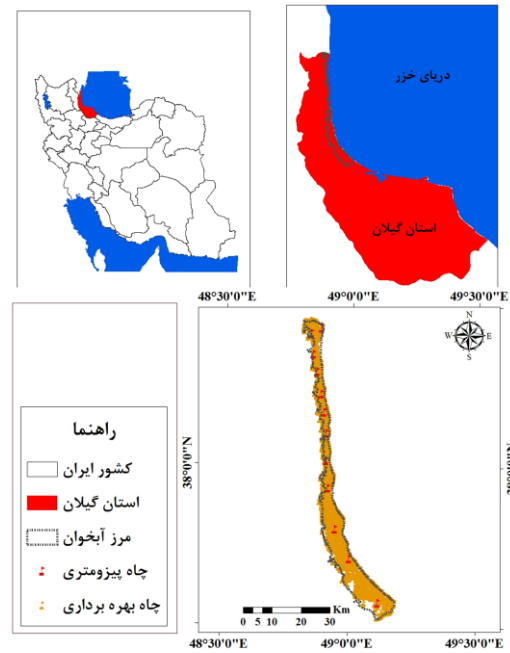 دریای خزر
استان گیلان
48°30'0"E
49°0'0"E
49°30'0"E
N
W
E
S
38°0'0"N
راهنما
کشور ایران
استان گیلان
مرز آبخوان
چاه پیزومتری
چاه بهره برداری
Km
0 5 10 20 30
48°30'0"E
49°0'0"E
49°30'0"E